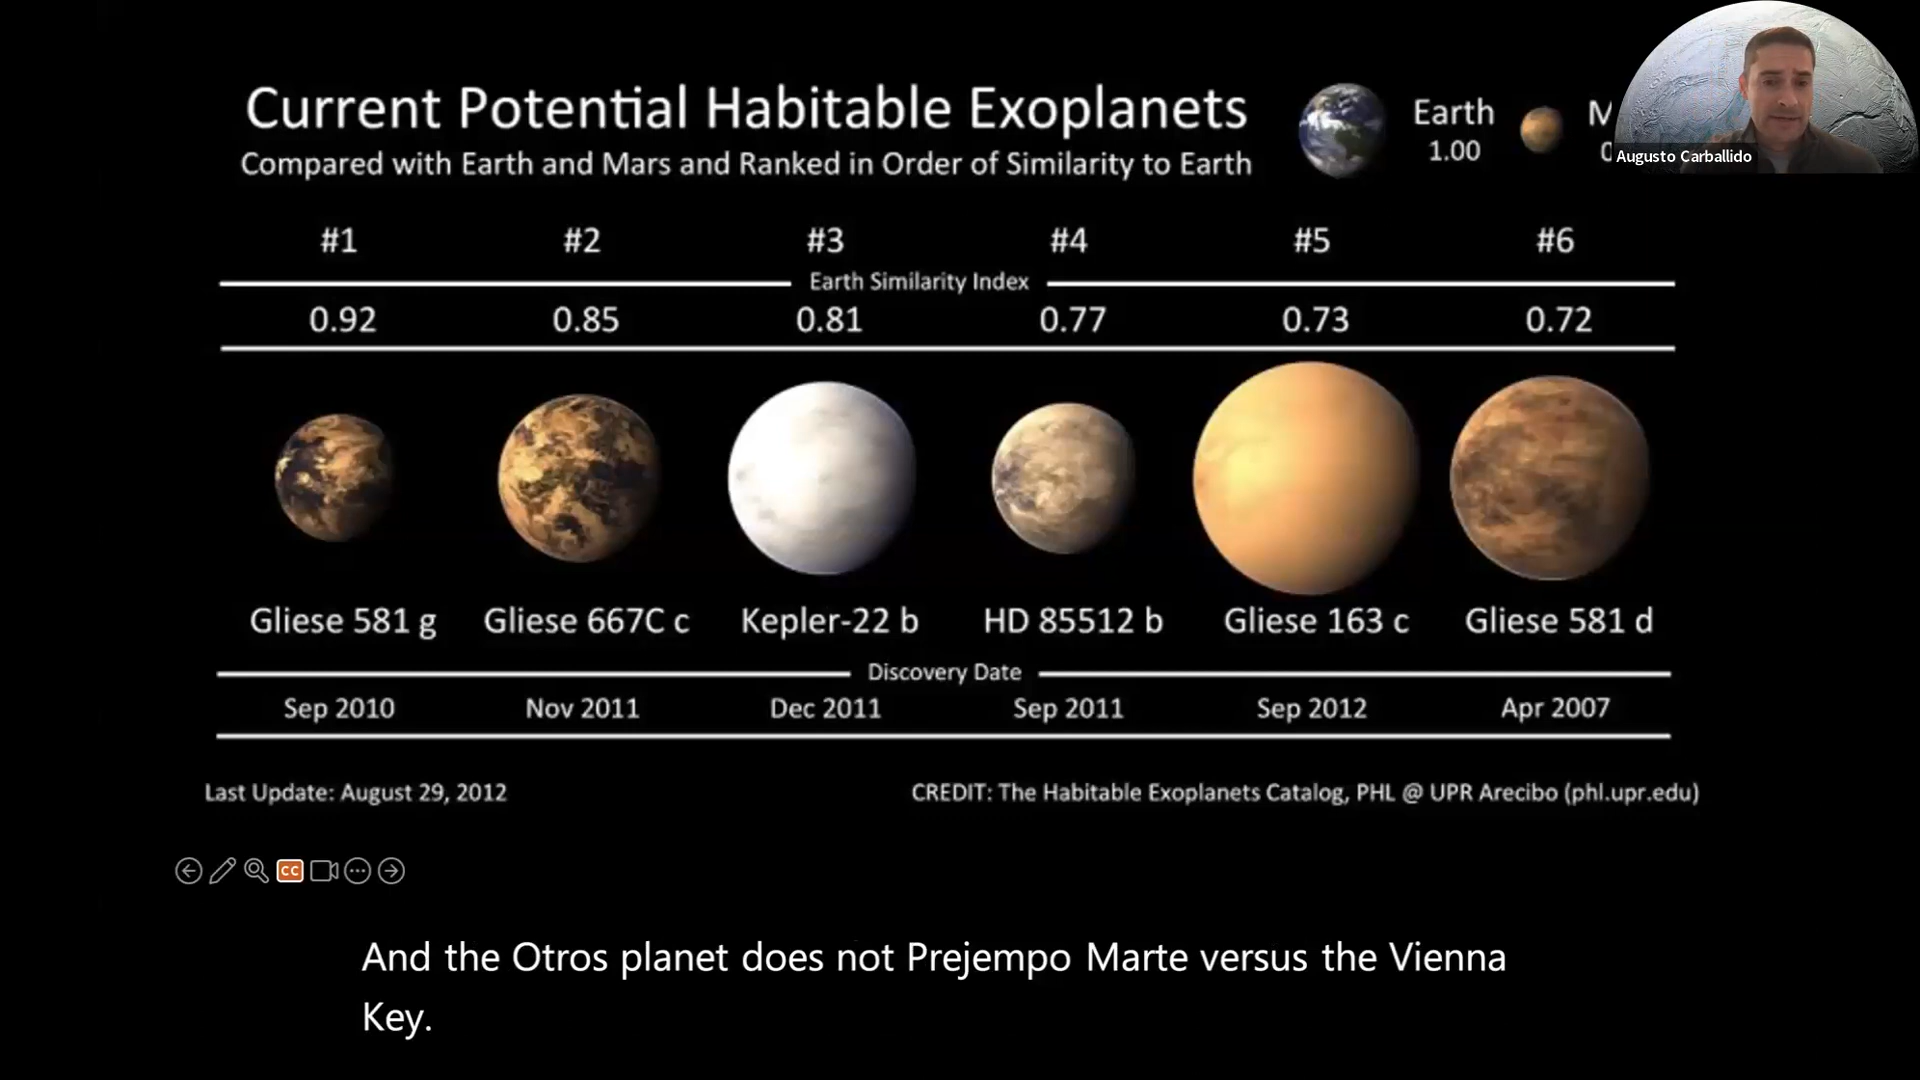 Current Potential Habitable Exoplanets
Compared with Earth and Mars and Ranked in Order of Similarity to Earth
Earth
1.00
Augusto Carballido
#1 #2 #3 #4 #5 #6
Earth Similarity Index
0.92 0.85 0.81 0.77 0.73 0.72
Gliese 581 g Gliese 667C c Kepler-22 b HD 85512 b Gliese 163 c Gliese 581 d
Discovery Date
Sep 2010 Nov 2011 Dec 2011 Sep 2011 Sep 2012 Apr 2007
Last Update: August 29, 2012 CREDIT: The Habitable Exoplanets Catalog, PHL @ UPR Arecibo (phl.upr.edu)
CC
And the Otros planet does not Prejempo Marte versus the Vienna
Key.